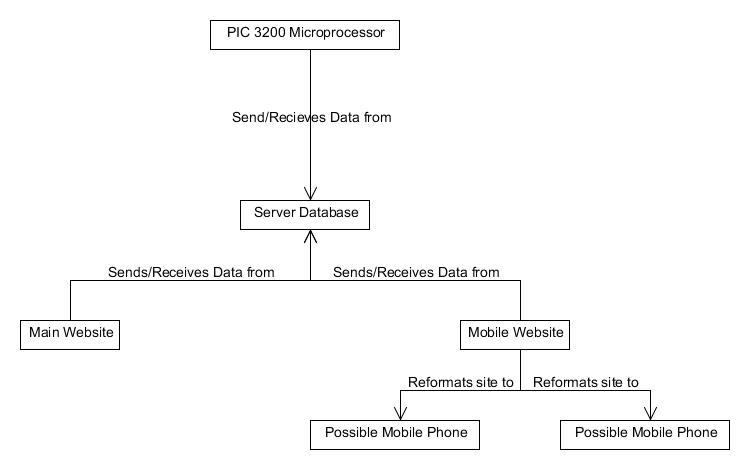 PIC 3200 Microprocessor
Send/Recieves Data from
Server Database
Sends/Receives Data from
Sends/Receives Data from
Main Website
Mobile Website
Reformats site to
Reformats site to
Possible Mobile Phone
Possible Mobile Phone